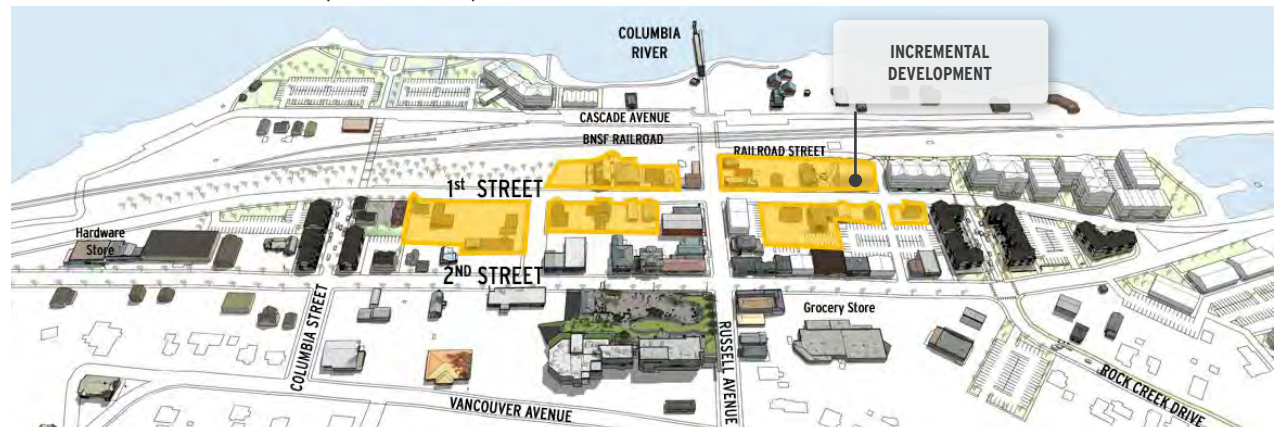 COLUMBIA
RIVER
INCREMENTAL
DEVELOPMENT
CASCADE AVENUE
BNSF RAILROAD
RAILROAD STREET
1st STREET
Hardware
Store
2ND STREET
COLUMBIA STREET
Grocery Store
RUSSELL AVENUE
ROCK CREEK DRIVE
VANCOUVER AVENUE